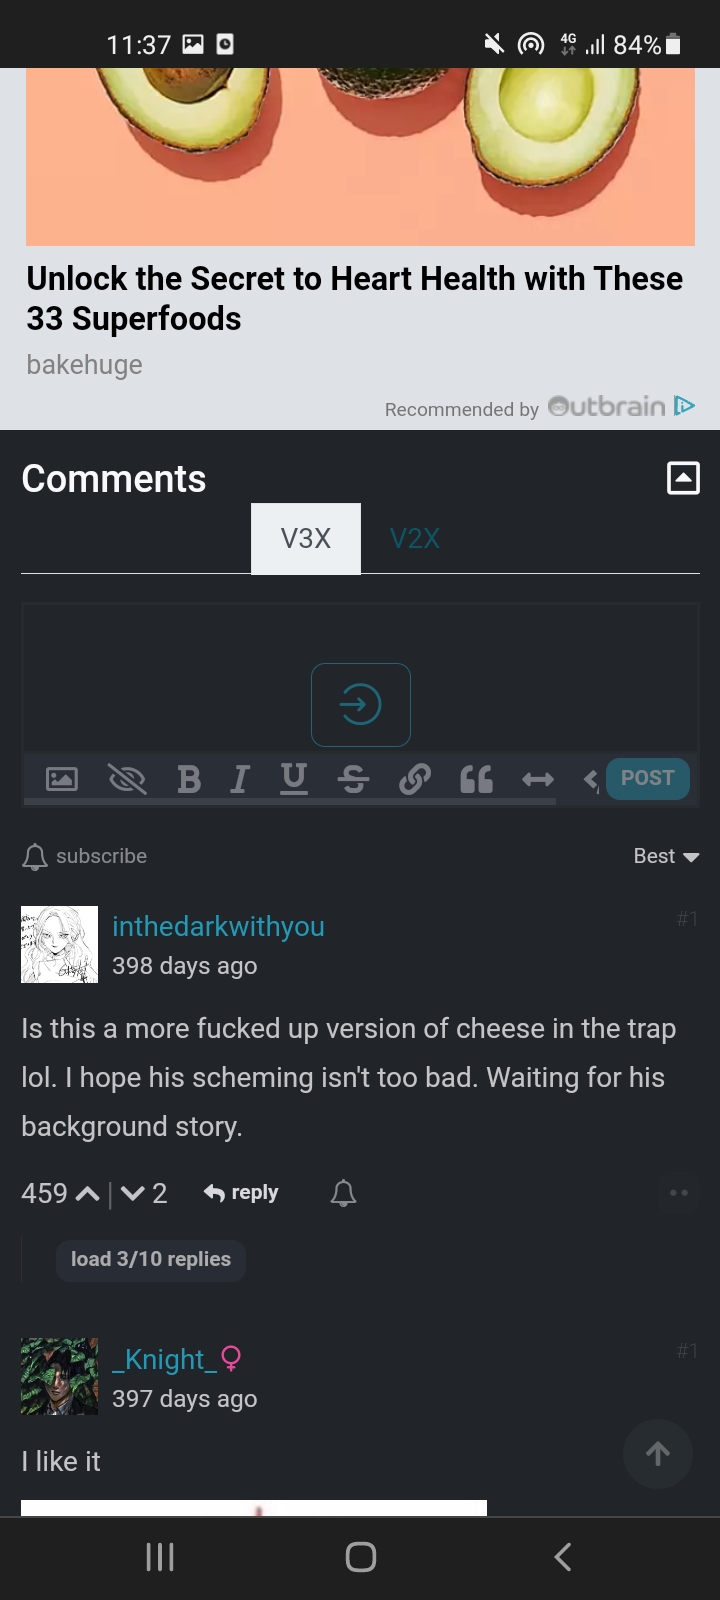 11:37
4G
84%
Unlock the Secret to Heart Health with These
33 Superfoods
bakehuge
Recommended by Outbrain
Comments
V3X V2X
B I U S POST
subscribe Best
inthedarkwithyou #1
398 days ago
Is this a more fucked up version of cheese in the trap
lol. I hope his scheming isn't too bad. Waiting for his
background story.
459 | 2 reply
load 3/10 replies
_Knight_♀ #1
397 days ago
I like it